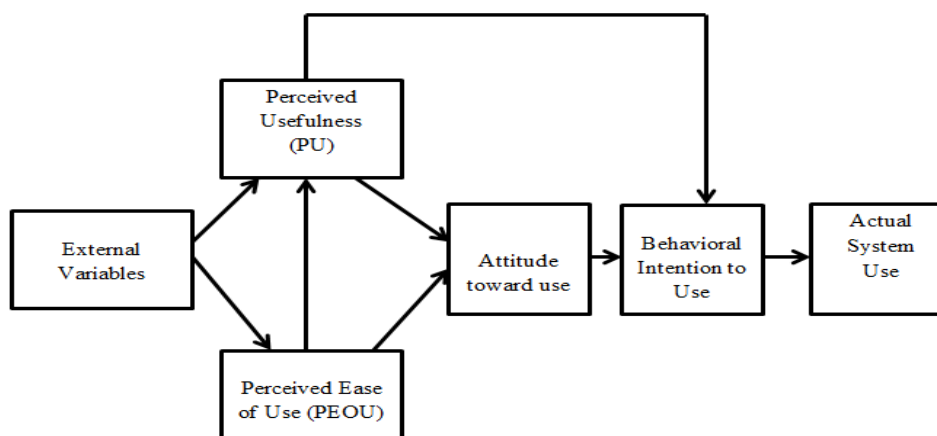 Perceived
Usefulness
(PU)
External
Variables
Attitude
toward use
Behavioral
Intention to
Use
Actual
System
Use
Perceived Ease
of Use (PEOU)